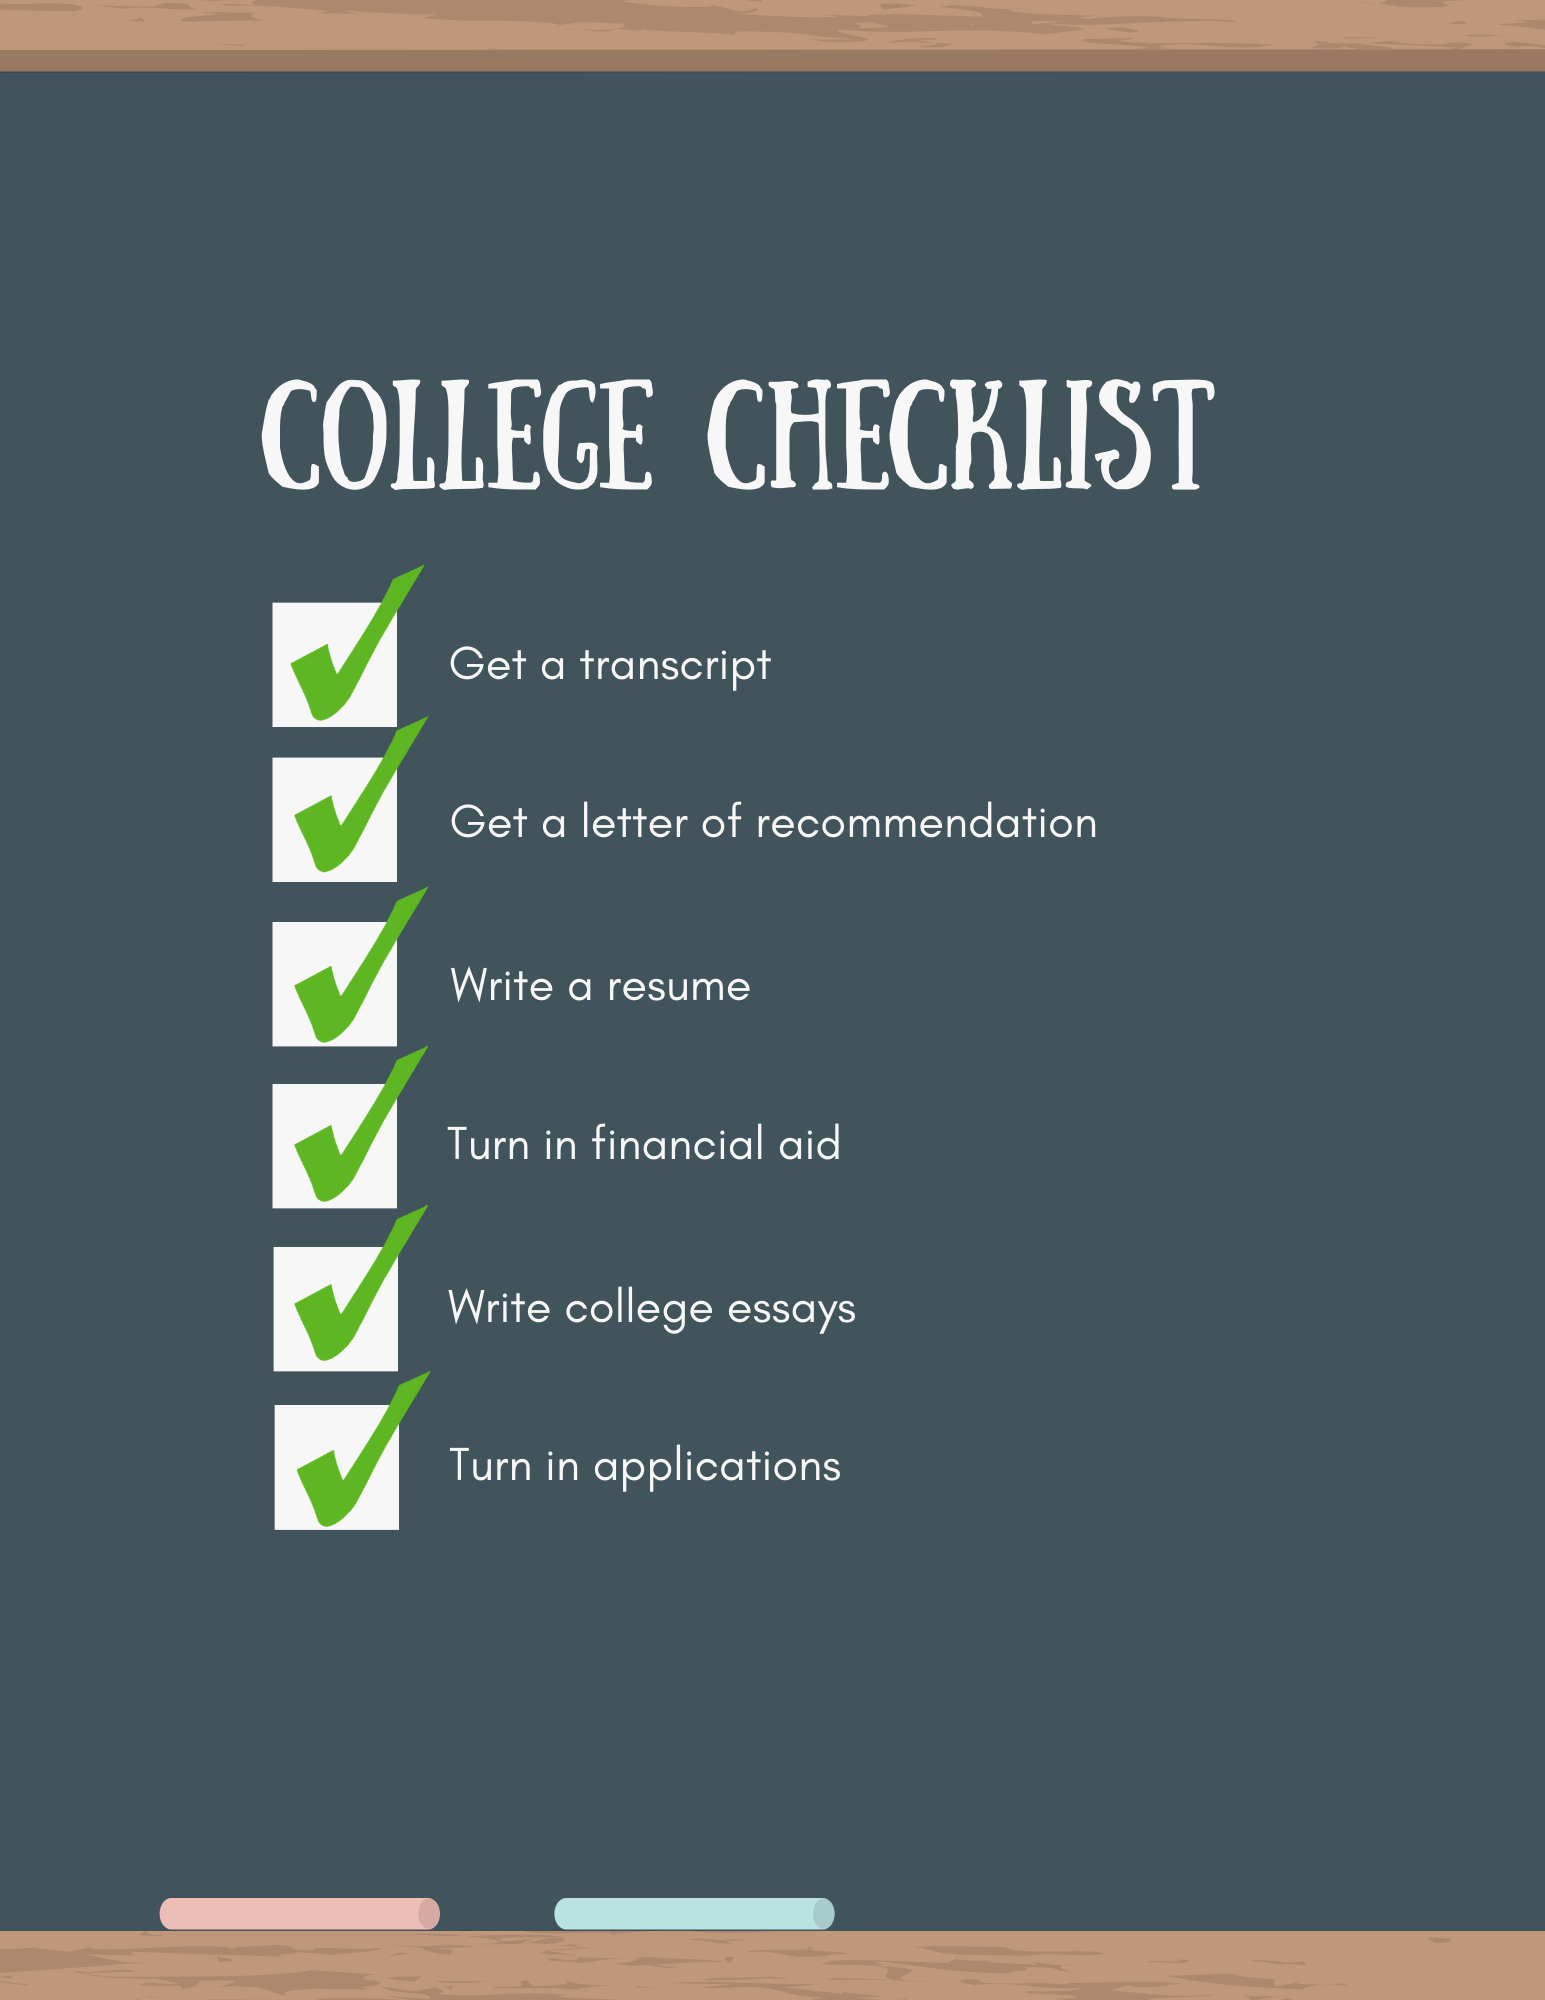 COLLEGE CHECKLIST
Get a transcript
Get a letter of recommendation
Write a resume
Turn in financial aid
Write college essays
Turn in applications